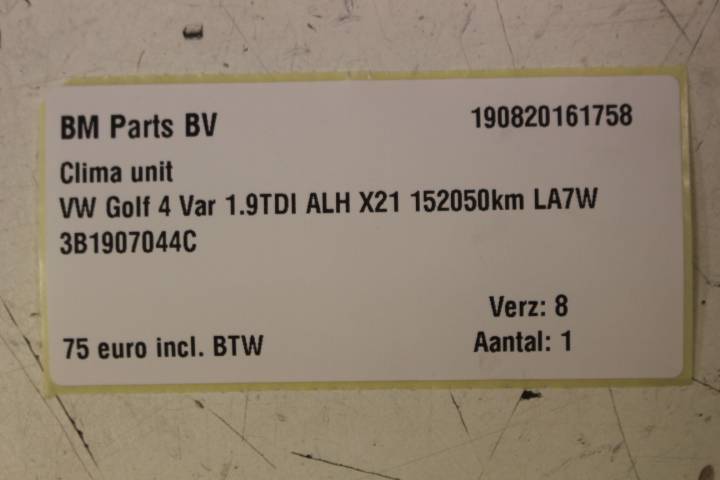 BM Parts BV 190820161758
Clima unit
VW Golf 4 Var 1.9TDI ALH X21 152050km LA7W
3B1907044C
Verz: 8
75 euro incl. BTW Aantal: 1